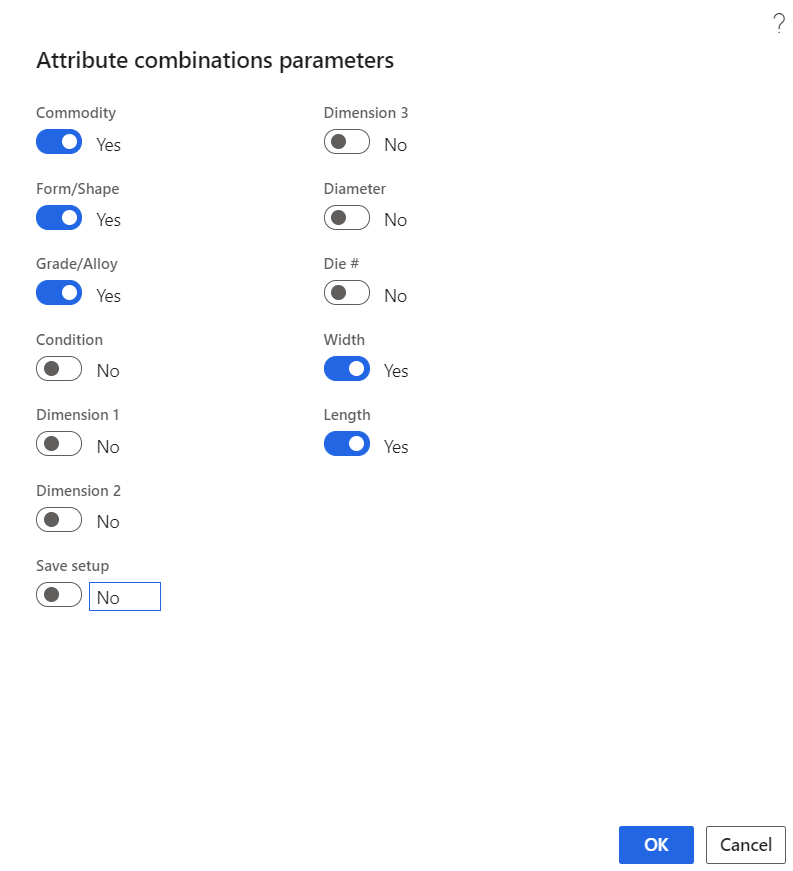 ?
Attribute combinations parameters
Commodity
Yes
Form/Shape
Yes
Grade/Alloy
Yes
Condition
No
Dimension 1
No
Dimension 2
No
Save setup
No
Dimension 3
No
Diameter
No
Die #
No
Width
Yes
Length
Yes
OK
Cancel